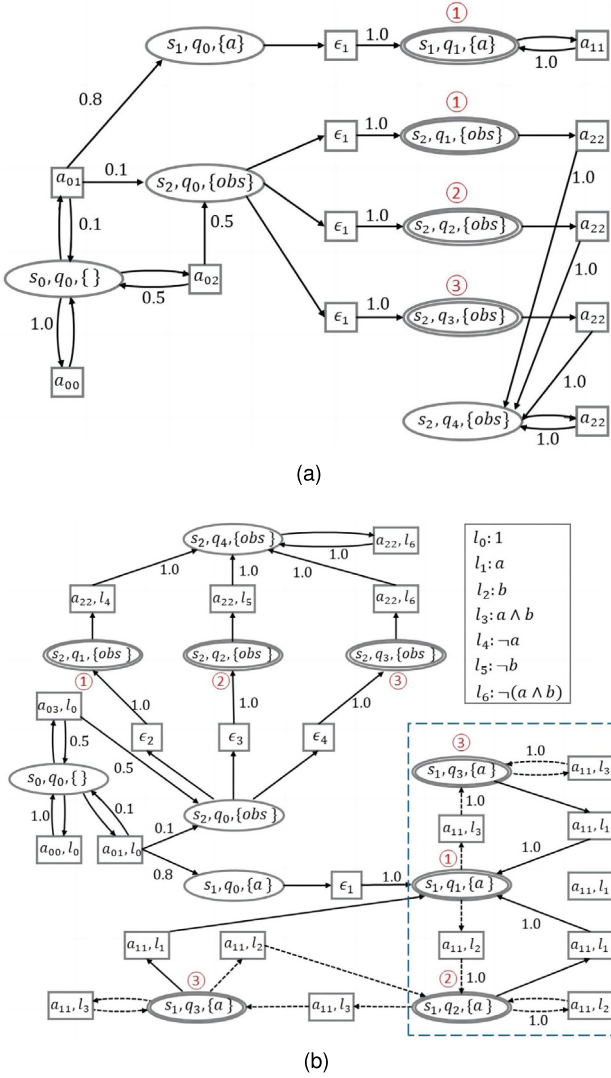 ①
s₁, q₀, {a} ϵ₁ 1.0 s₁, q₁, {a} a₁₁
1.0
0.8
①
a₀₁ 0.1 s₂, q₀, {obs} ϵ₁ 1.0 s₂, q₁, {obs} a₂₂
1.0
0.1 0.5 ②
s₀, q₀, { } a₀₂ ϵ₁ 1.0 s₂, q₂, {obs} a₂₂
0.5 1.0
1.0 ③
ϵ₁ 1.0 s₂, q₃, {obs} a₂₂
a₀₀ 1.0
s₂, q₄, {obs} a₂₂
1.0
(a)
s₂, q₄, {obs} a₂₂, l₆
1.0
1.0 1.0 1.0
a₂₂, l₄ a₂₂, l₅ a₂₂, l₆
s₂, q₁, {obs} s₂, q₂, {obs} s₂, q₃, {obs}
① ② ③
l₀: 1
l₁: a
l₂: b
l₃: a ∧ b
l₄: ¬a
l₅: ¬b
l₆: ¬(a ∧ b)
a₀₃, l₀ 1.0 1.0 1.0
0.5 ϵ₂ ϵ₃ ϵ₄
s₀, q₀, { } 0.5
1.0 0.1 s₂, q₀, {obs}
a₀₀, l₀ a₀₁, l₀ 0.1
0.8 s₁, q₀, {a} ϵ₁ 1.0
③ 1.0
s₁, q₃, {a} a₁₁, l₃
1.0
a₁₁, l₃ a₁₁, l₁
① 1.0
s₁, q₁, {a} a₁₁, l₁
1.0
a₁₁, l₁ a₁₁, l₂ a₁₁, l₂ a₁₁, l₁
③ ② 1.0
a₁₁, l₃ s₁, q₃, {a} a₁₁, l₃ s₁, q₂, {a} a₁₁, l₂
1.0
(b)